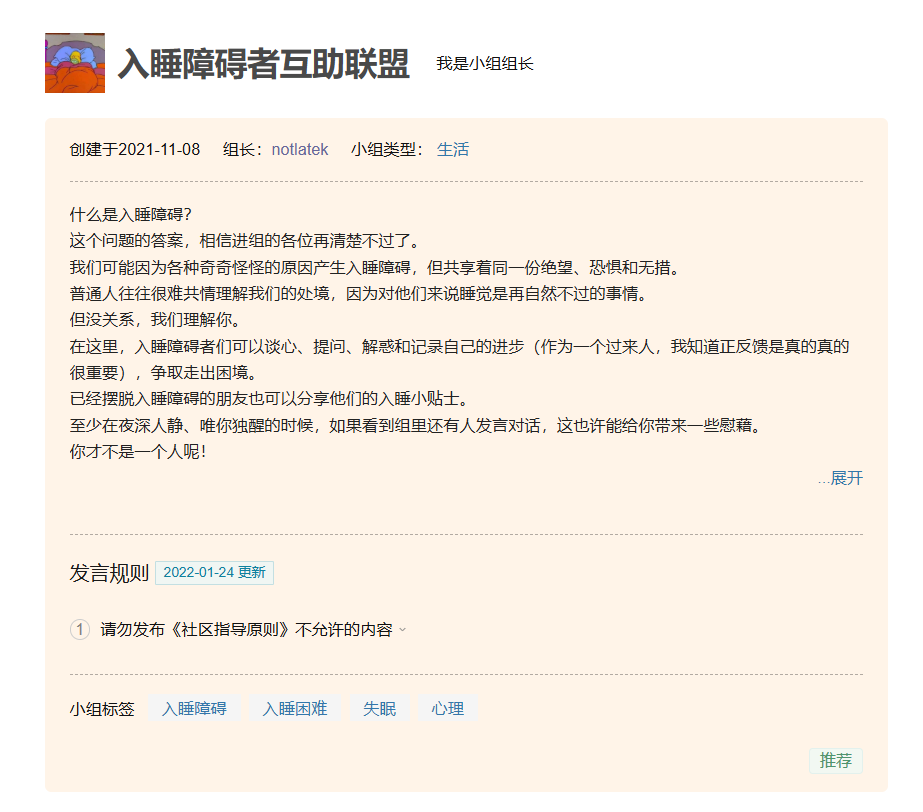 入睡障碍者互助联盟 我是小组组长
创建于2021-11-08 组长：notlatek 小组类型： 生活
什么是入睡障碍？
这个问题的答案，相信进组的各位再清楚不过了。
我们可能因为各种奇奇怪怪的原因产生入睡障碍，但共享着同一份绝望、恐惧和无措。
普通人往往很难共情理解我们的处境，因为对他们来说睡觉是再自然不过的事情。
但没关系，我们理解你。
在这里，入睡障碍者们可以谈心、提问、解惑和记录自己的进步（作为一个过来人，我知道正反馈是真的真的
很重要），争取走出困境。
已经摆脱入睡障碍的朋友也可以分享他们的入睡小贴士。
至少在夜深人静、唯你独醒的时候，如果看到组里还有人发言对话，这也许能给你带来一些慰藉。
你才不是一个人呢！
...展开
发言规则 2022-01-24 更新
1 请勿发布《社区指导原则》不允许的内容
小组标签 入睡障碍 入睡困难 失眠 心理
推荐